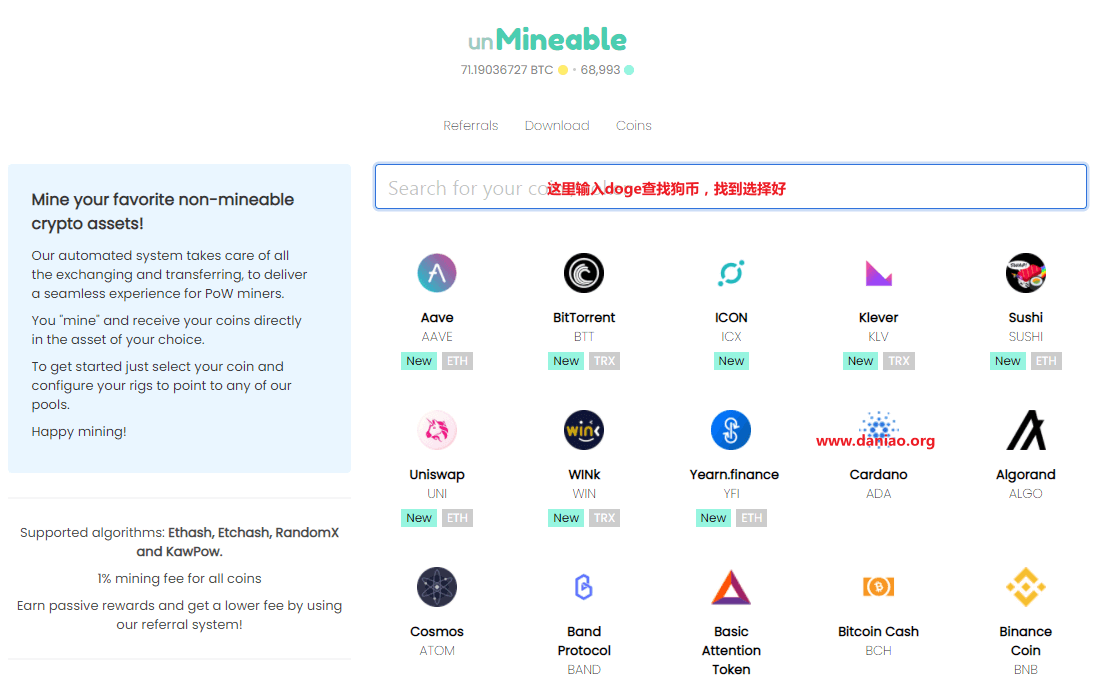 unMineable
71.19036727 BTC • 68,993
Referrals Download Coins
Mine your favorite non-mineable
crypto assets!
Our automated system takes care of all
the exchanging and transferring, to deliver
a seamless experience for PoW miners.
You "mine" and receive your coins directly
in the asset of your choice.
To get started just select your coin and
configure your rigs to point to any of our
pools.
Happy mining!
Supported algorithms: Ethash, Etchash, RandomX
and KawPow.
1% mining fee for all coins
Earn passive rewards and get a lower fee by using
our referral system!
Search for your
这里输入doge查找狗币，找到选择好
Aave BitTorrent ICON Klever Sushi
AAVE BTT ICX KLV SUSHI
New ETH New TRX New New TRX New ETH
WINk
www.daniao.org
Uniswap WINk Yearn.finance Cardano Algorand
UNI WIN YFI ADA ALGO
New ETH New TRX New ETH
Cosmos Band Basic Bitcoin Cash Binance
ATOM Protocol Attention BCH Coin
BAND Token BNB